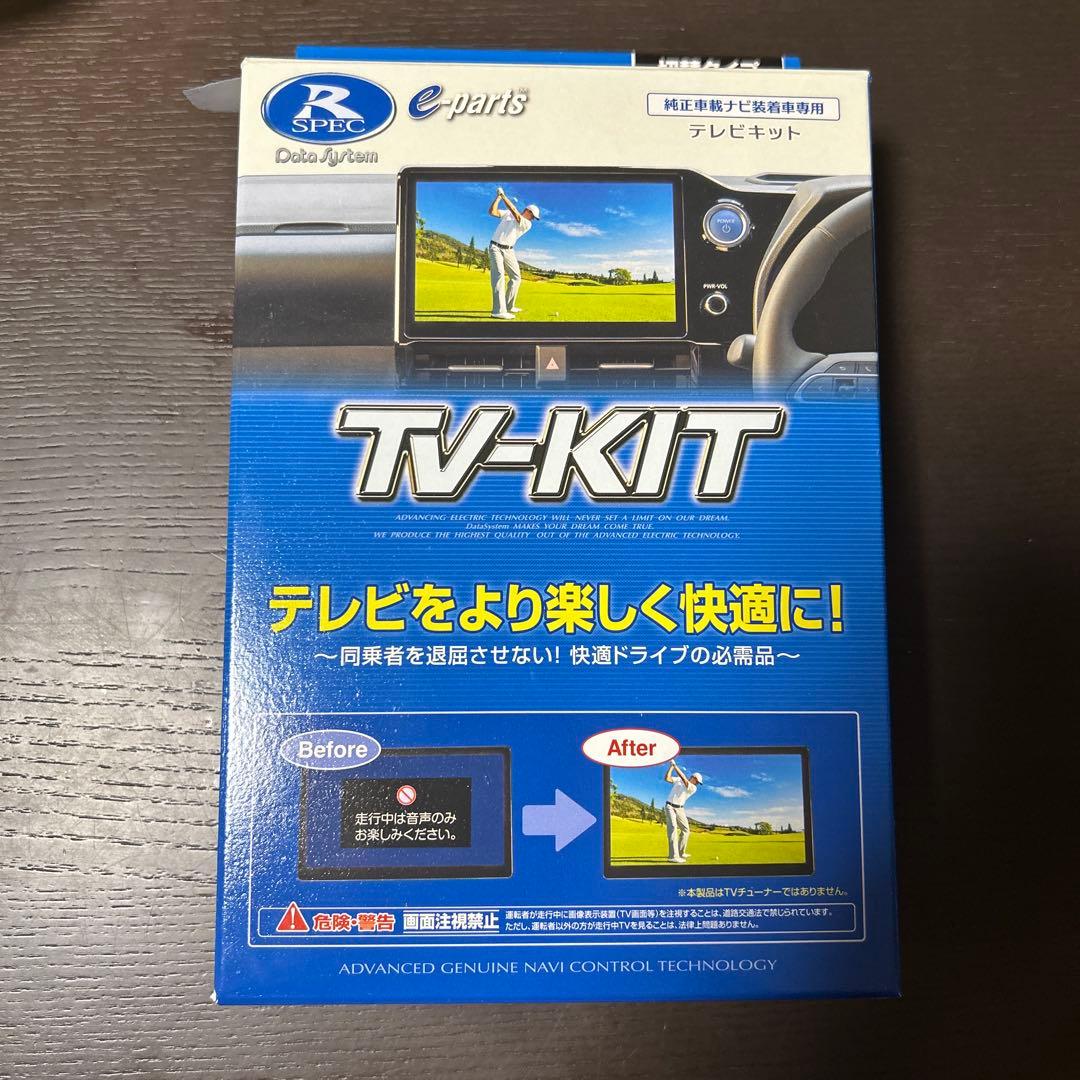 切替タイプ
R
SPEC
Data System
e-parts™
純正車載ナビ装着車専用
テレビキット
POWER
PWR•VOL
TV-KIT
ADVANCING ELECTRIC TECHNOLOGY WILL NEVER SET A LIMIT ON OUR DREAM.
DataSystem MAKES YOUR DREAM COME TRUE.
WE PRODUCE THE HIGHEST QUALITY OUT OF THE ADVANCED ELECTRIC TECHNOLOGY.
テレビをより楽しく快適に!
~同乗者を退屈させない! 快適ドライブの必需品~
Before
走行中は音声のみ
お楽しみください。
After
※本製品はTVチューナーではありません。
危険・警告 画面注視禁止
運転者が走行中に画像表示装置(TV画面等)を注視することは、道路交通法で禁じられています。
ただし、運転者以外の方が走行中TVを見ることは、法律上問題ありません。
ADVANCED GENUINE NAVI CONTROL TECHNOLOGY